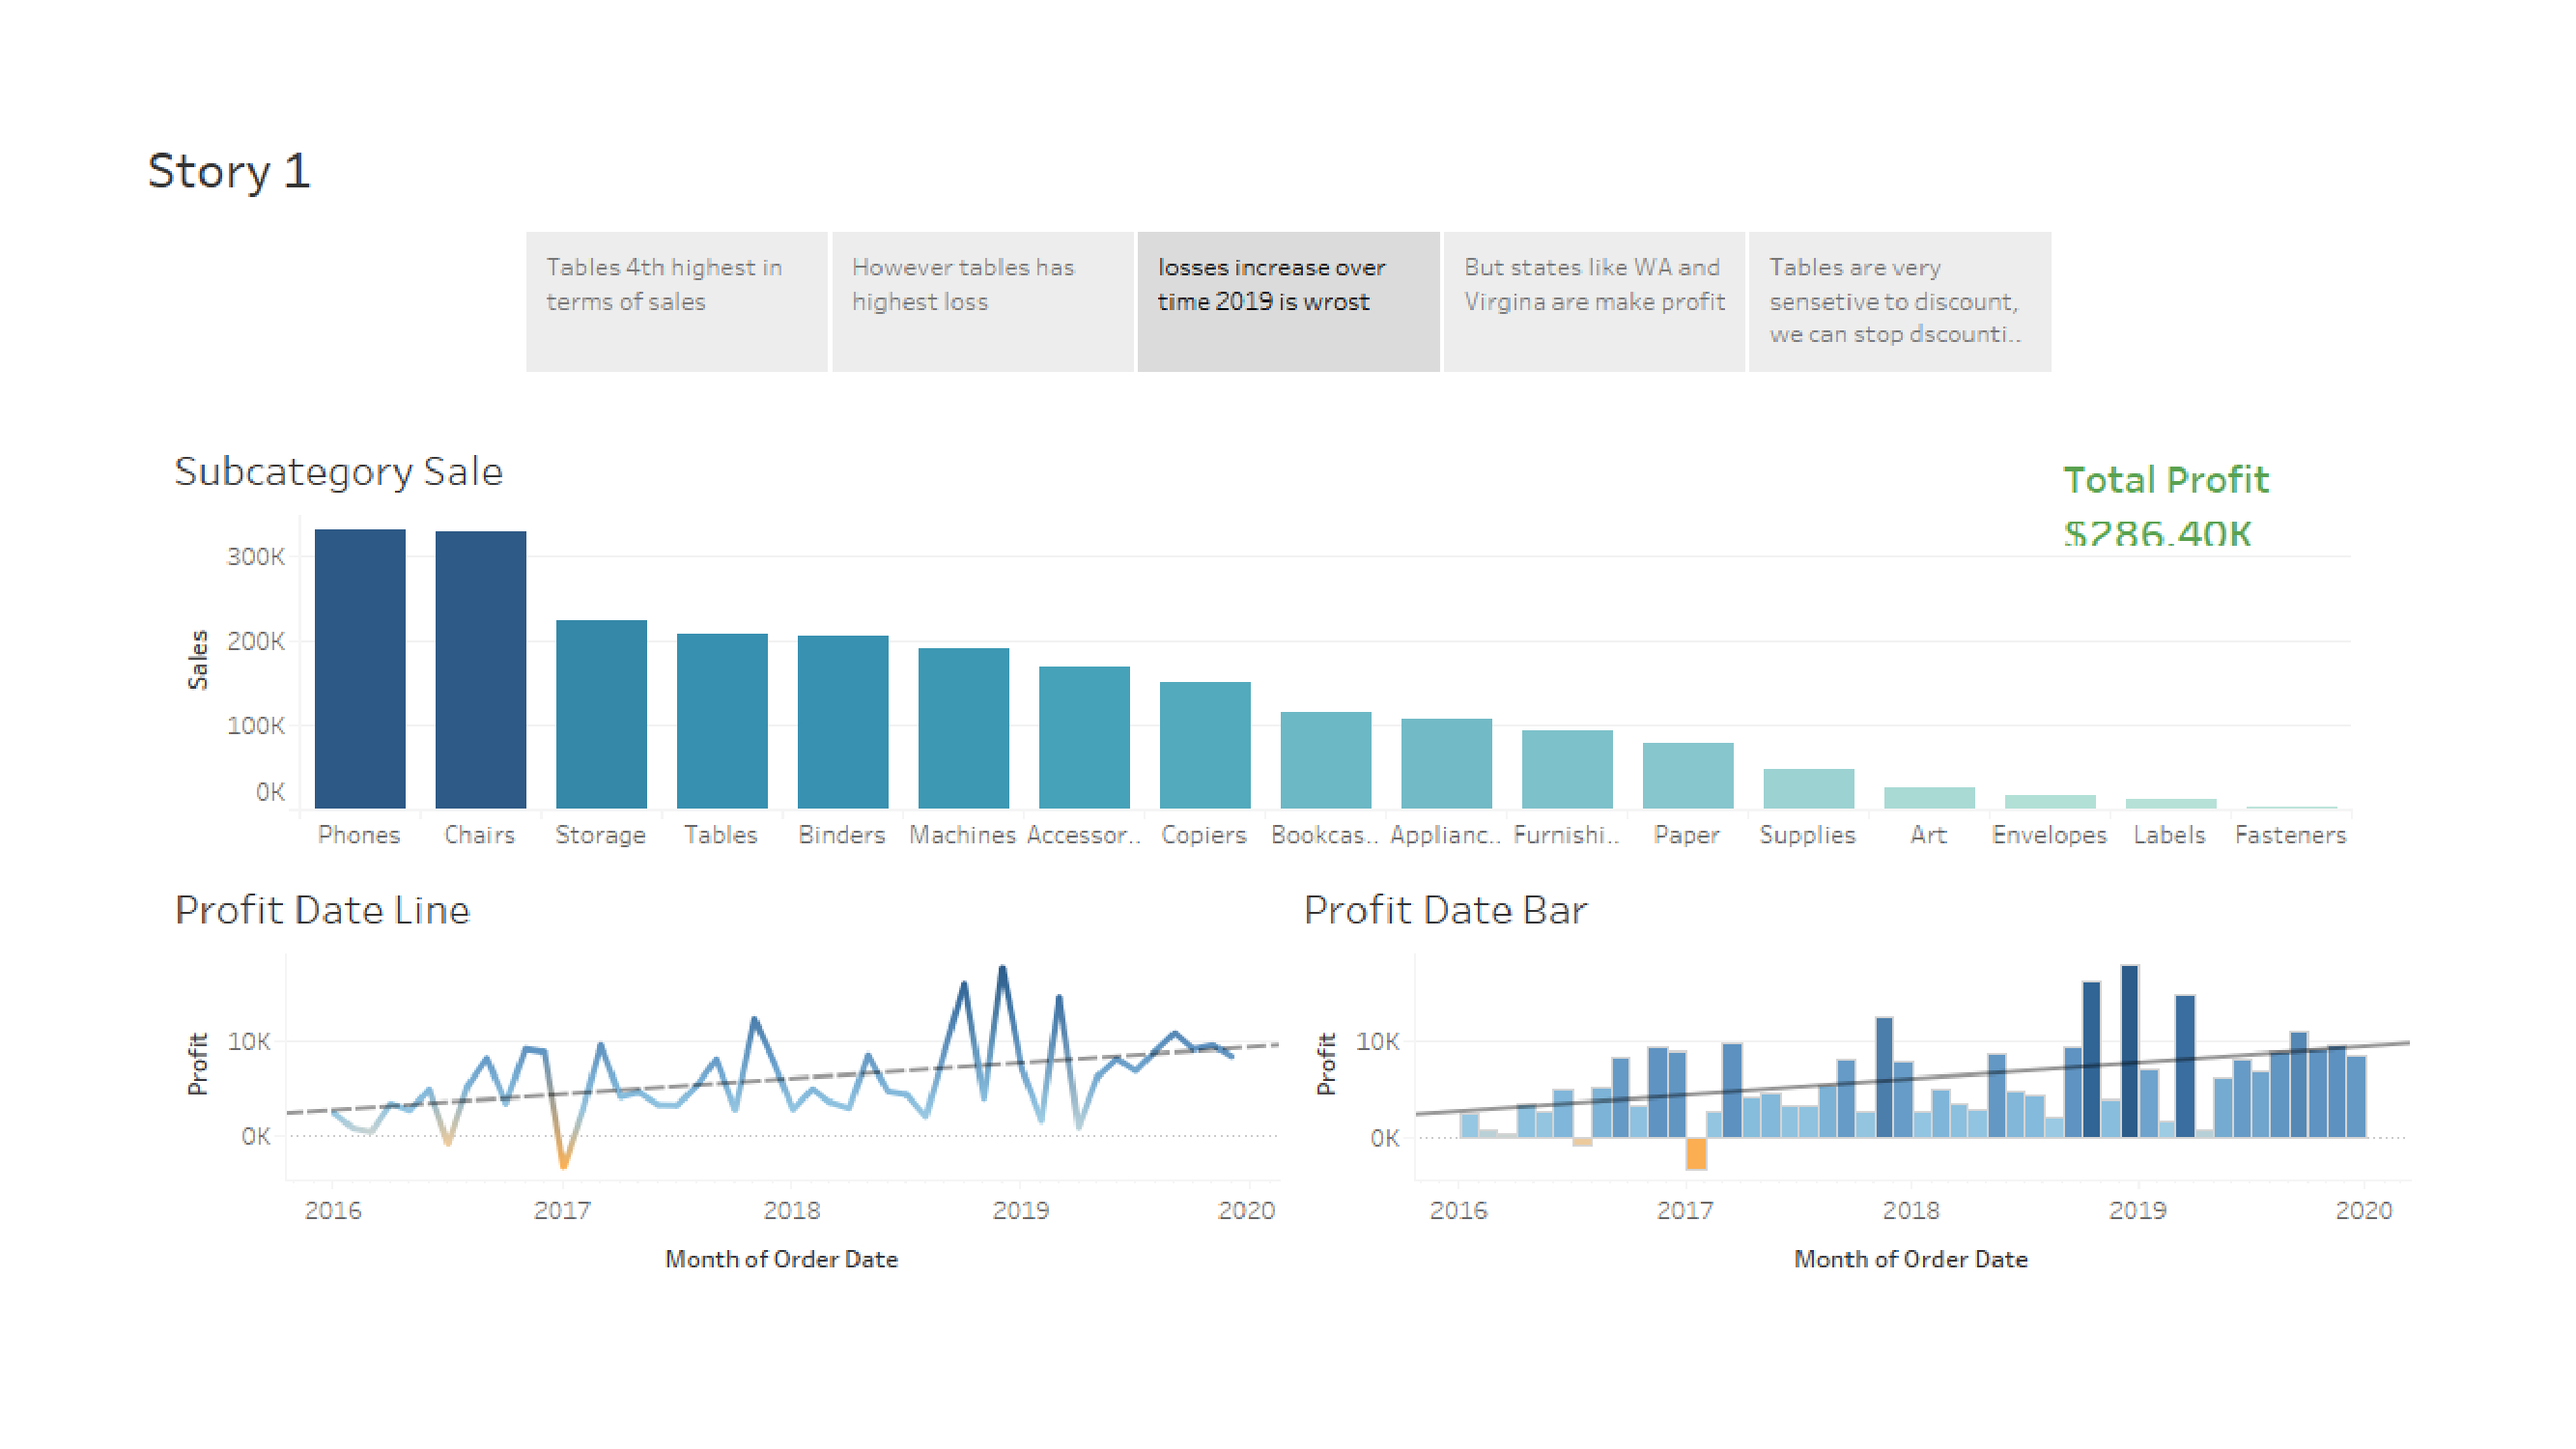 Story 1
Tables 4th highest in
terms of sales
However tables has
highest loss
losses increase over
time 2019 is wrost
But states like WA and
Virgina are make profit
Tables are very
sensetive to discount,
we can stop dscounti..
Subcategory Sale
Total Profit
$286.40K
Sales
300K
200K
100K
0K
Phones Chairs Storage Tables Binders Machines Accessor.. Copiers Bookcas.. Applianc.. Furnishi.. Paper Supplies Art Envelopes Labels Fasteners
Profit Date Line
Profit
10K
0K
2016 2017 2018 2019 2020
Month of Order Date
Profit Date Bar
Profit
10K
0K
2016 2017 2018 2019 2020
Month of Order Date